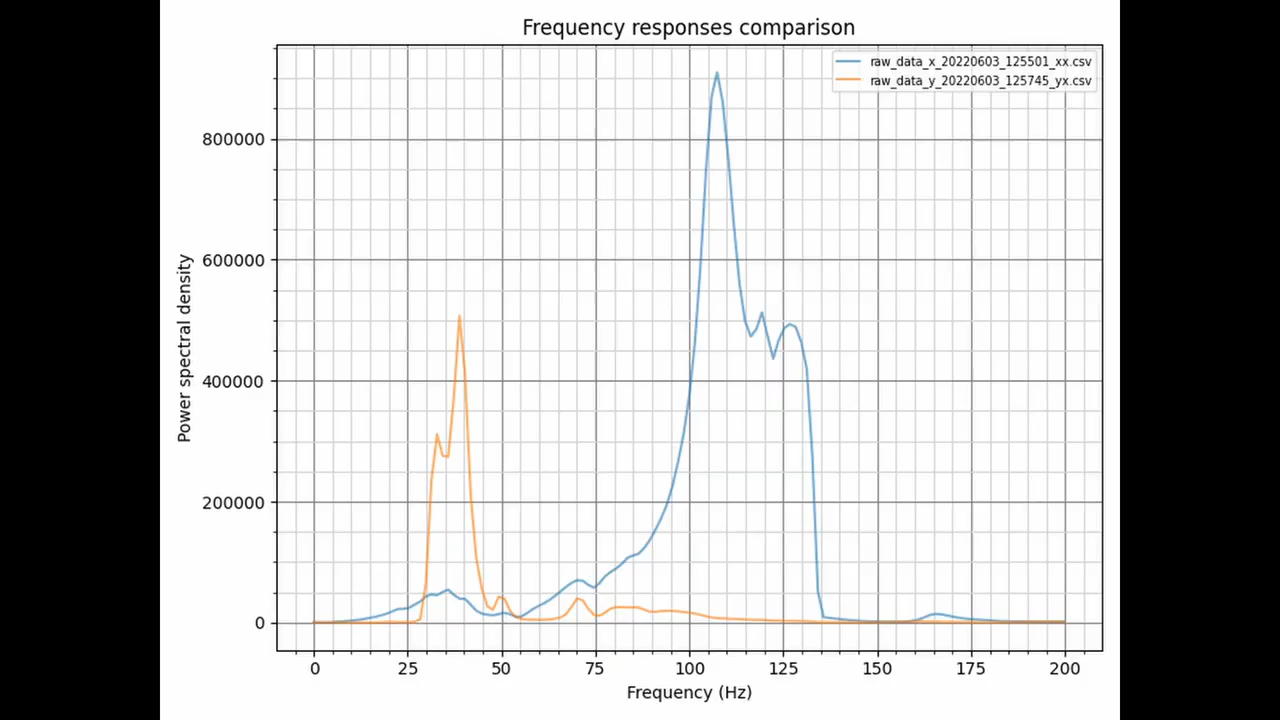 Frequency responses comparison
raw_data_x_20220603_125501_xx.csv
raw_data_y_20220603_125745_yx.csv
Power spectral density
800000
600000
400000
200000
0
0 25 50 75 100 125 150 175 200
Frequency (Hz)